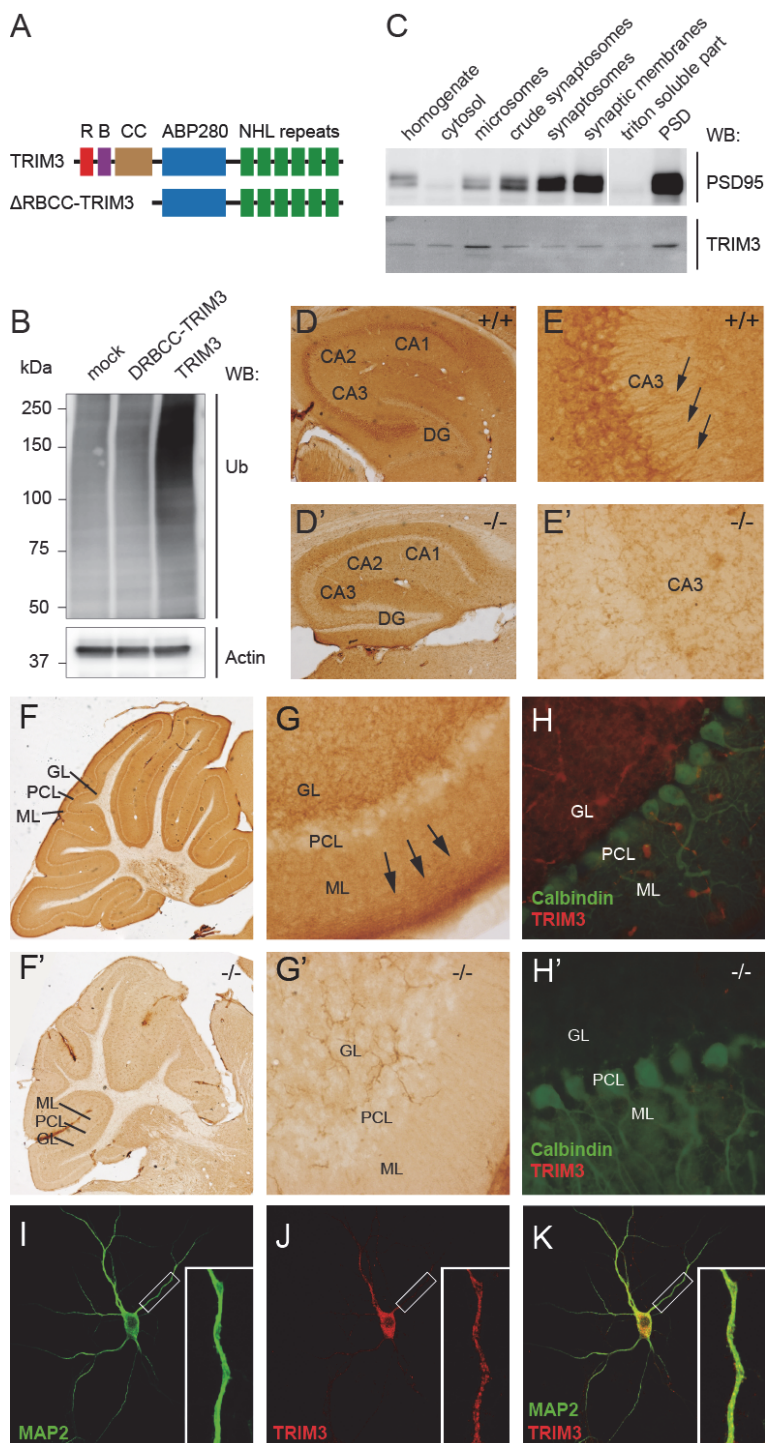 A
R B CC ABP280 NHL repeats
TRIM3
ΔRBCC-TRIM3
C
homogenate
cytosol
microsomes
crude synaptosomes
synaptosomes
synaptic membranes
triton soluble part
PSD
WB:
PSD95
TRIM3
B
mock
DRBCC-TRIM3
TRIM3
kDa
WB:
250
150
100
75
50
37
Ub
Actin
D
+/+
CA1
CA2
CA3
DG
E
+/+
CA3
D'
-/-
CA1
CA2
CA3
DG
E'
-/-
CA3
F
GL
PCL
ML
G
GL
PCL
ML
H
GL
PCL
ML
Calbindin
TRIM3
F'
-/-
ML
PCL
GL
G'
-/-
GL
PCL
ML
H'
-/-
GL
PCL
ML
Calbindin
TRIM3
I
MAP2
J
TRIM3
K
MAP2
TRIM3